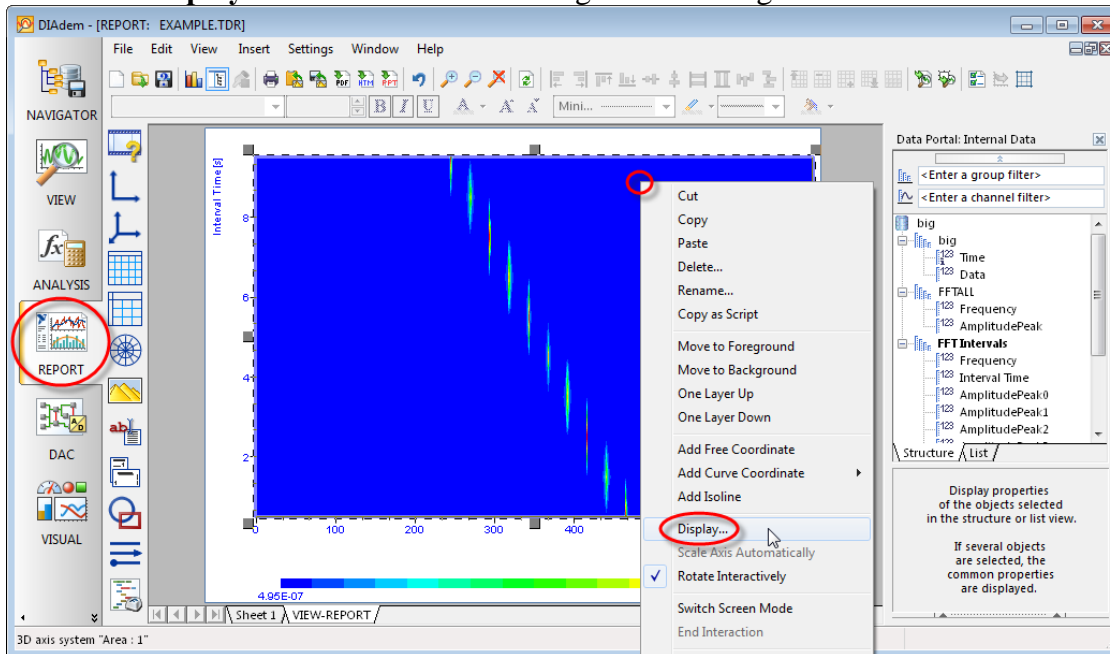 DIAdem - [REPORT: EXAMPLE.TDR]
File Edit View Insert Settings Window Help
Mini...
B I U A A A
NAVIGATOR
VIEW
ANALYSIS
REPORT
DAC
VISUAL
Interval Time [s]
8
6
4
2
0 100 200 300 400
4.95E-07
Cut
Copy
Paste
Delete...
Rename...
Copy as Script
Move to Foreground
Move to Background
One Layer Up
One Layer Down
Add Free Coordinate
Add Curve Coordinate
Add Isoline
Display...
Scale Axis Automatically
Rotate Interactively
Switch Screen Mode
End Interaction
Data Portal: Internal Data
<Enter a group filter>
<Enter a channel filter>
big
big
Time
Data
FFTALL
Frequency
AmplitudePeak
FFT Intervals
Frequency
Interval Time
AmplitudePeak0
AmplitudePeak1
AmplitudePeak2
Structure List
Display properties
of the objects selected
in the structure or list view.
If several objects
are selected, the
common properties
are displayed.
Sheet 1 VIEW-REPORT
3D axis system "Area : 1"